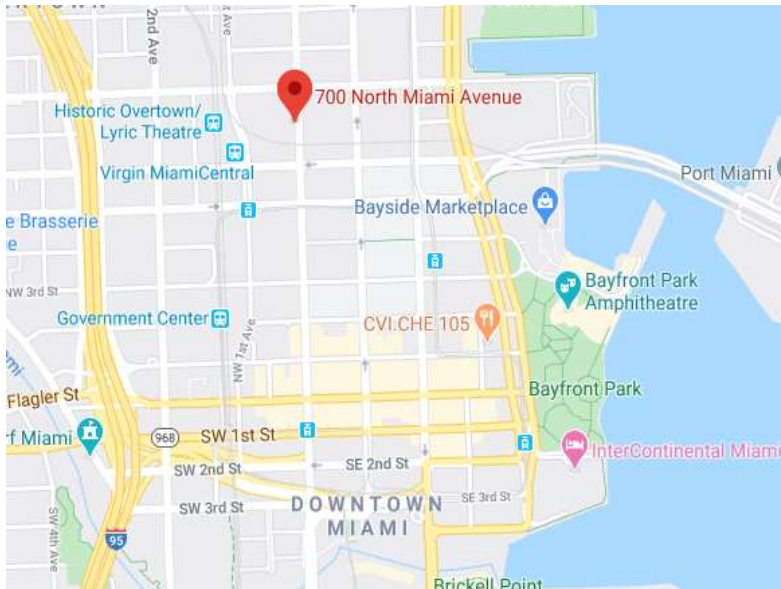 2nd Ave
700 North Miami Avenue
Historic Overtown/
Lyric Theatre
Virgin MiamiCentral
Port Miami
Bayside Marketplace
e Brasserie
e
Bayfront Park
Amphitheatre
NW 3rd St
Government Center
CVI.CHE 105
NW 1st Ave
Flagler St
Bayfront Park
rf Miami
968
SW 1st St
InterContinental Miami
SW 2nd St
SE 2nd St
SW 3rd St
DOWNTOWN
MIAMI
SE 3rd St
SW 4th Ave
95
Brickell Point